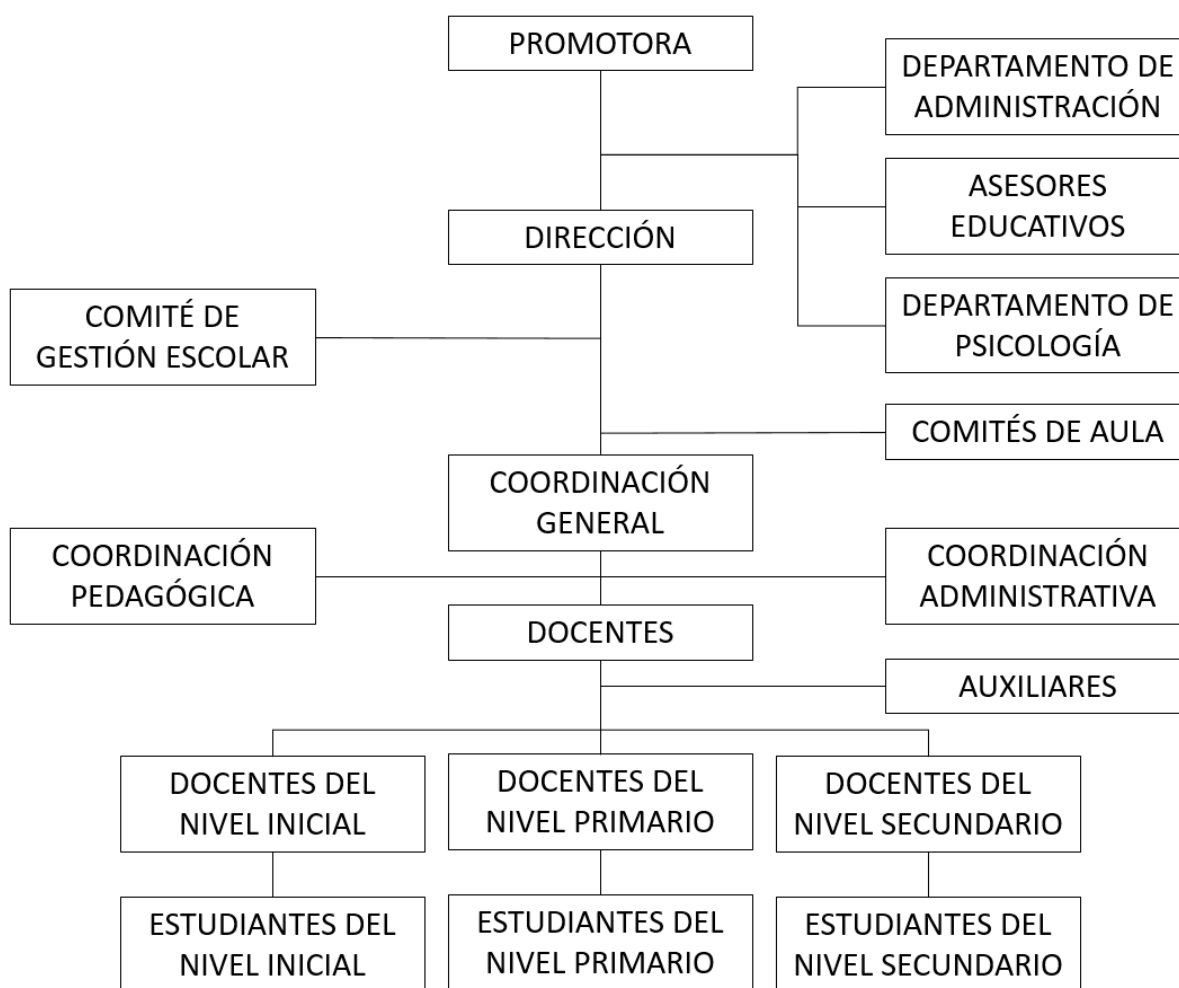 PROMOTORA
DEPARTAMENTO DE
ADMINISTRACIÓN
ASESORES
EDUCATIVOS
DIRECCIÓN
DEPARTAMENTO DE
PSICOLOGÍA
COMITÉ DE
GESTIÓN ESCOLAR
COMITÉS DE AULA
COORDINACIÓN
GENERAL
COORDINACIÓN
PEDAGÓGICA
COORDINACIÓN
ADMINISTRATIVA
DOCENTES
AUXILIARES
DOCENTES DEL
NIVEL INICIAL
DOCENTES DEL
NIVEL PRIMARIO
DOCENTES DEL
NIVEL SECUNDARIO
ESTUDIANTES DEL
NIVEL INICIAL
ESTUDIANTES DEL
NIVEL PRIMARIO
ESTUDIANTES DEL
NIVEL SECUNDARIO